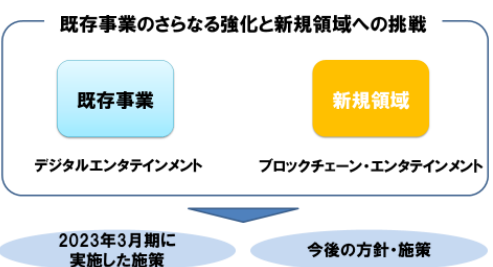 既存事業のさらなる強化と新規領域への挑戦
既存事業
新規領域
デジタルエンタテインメント
ブロックチェーン・エンタテインメント
2023年3月期に
実施した施策
今後の方針・施策